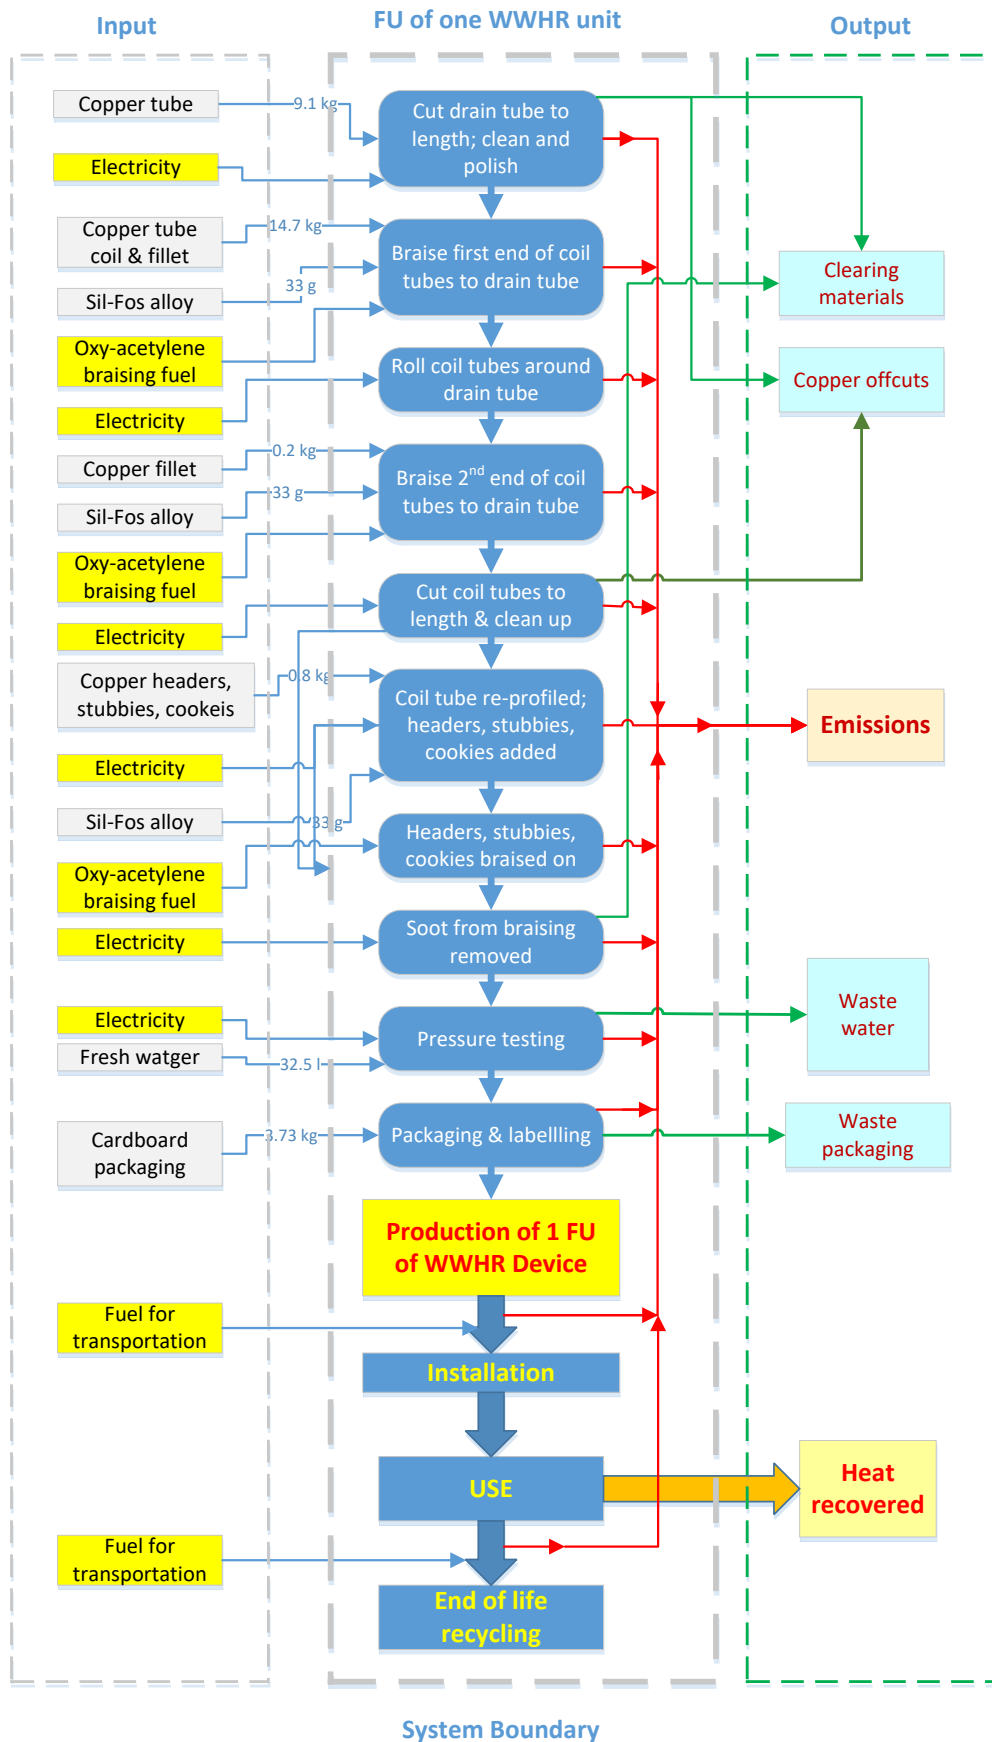 Input
FU of one WWHR unit
Output
Copper tube
9.1 kg
Cut drain tube to
length; clean and
polish
Electricity
Copper tube
coil & fillet
14.7 kg
Braise first end of coil
tubes to drain tube
Clearing
materials
Sil-Fos alloy
33 g
Oxy-acetylene
braising fuel
Roll coil tubes around
drain tube
Copper offcuts
Electricity
Copper fillet
0.2 kg
Braise 2nd end of coil
tubes to drain tube
Sil-Fos alloy
33 g
Oxy-acetylene
braising fuel
Cut coil tubes to
length & clean up
Electricity
Copper headers,
stubbies, cookeis
0.8 kg
Coil tube re-profiled;
headers, stubbies,
cookies added
Emissions
Electricity
Sil-Fos alloy
33 g
Headers, stubbies,
cookies braised on
Oxy-acetylene
braising fuel
Soot from braising
removed
Electricity
Electricity
Pressure testing
Waste
water
Fresh watger
32.5 l
Cardboard
packaging
3.73 kg
Packaging & labellling
Waste
packaging
Production of 1 FU
of WWHR Device
Fuel for
transportation
Installation
USE
Heat
recovered
Fuel for
transportation
End of life
recycling
System Boundary